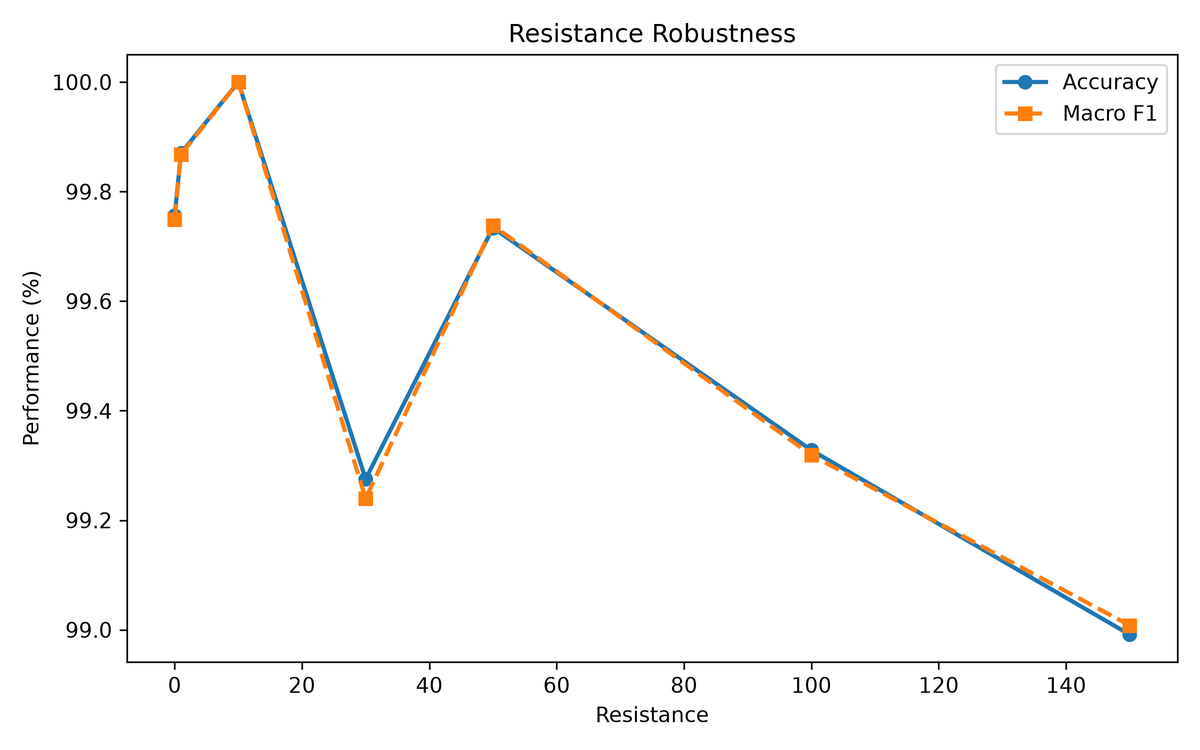 Resistance Robustness
Accuracy
Macro F1
Performance (%)
100.0
99.8
99.6
99.4
99.2
99.0
0 20 40 60 80 100 120 140
Resistance